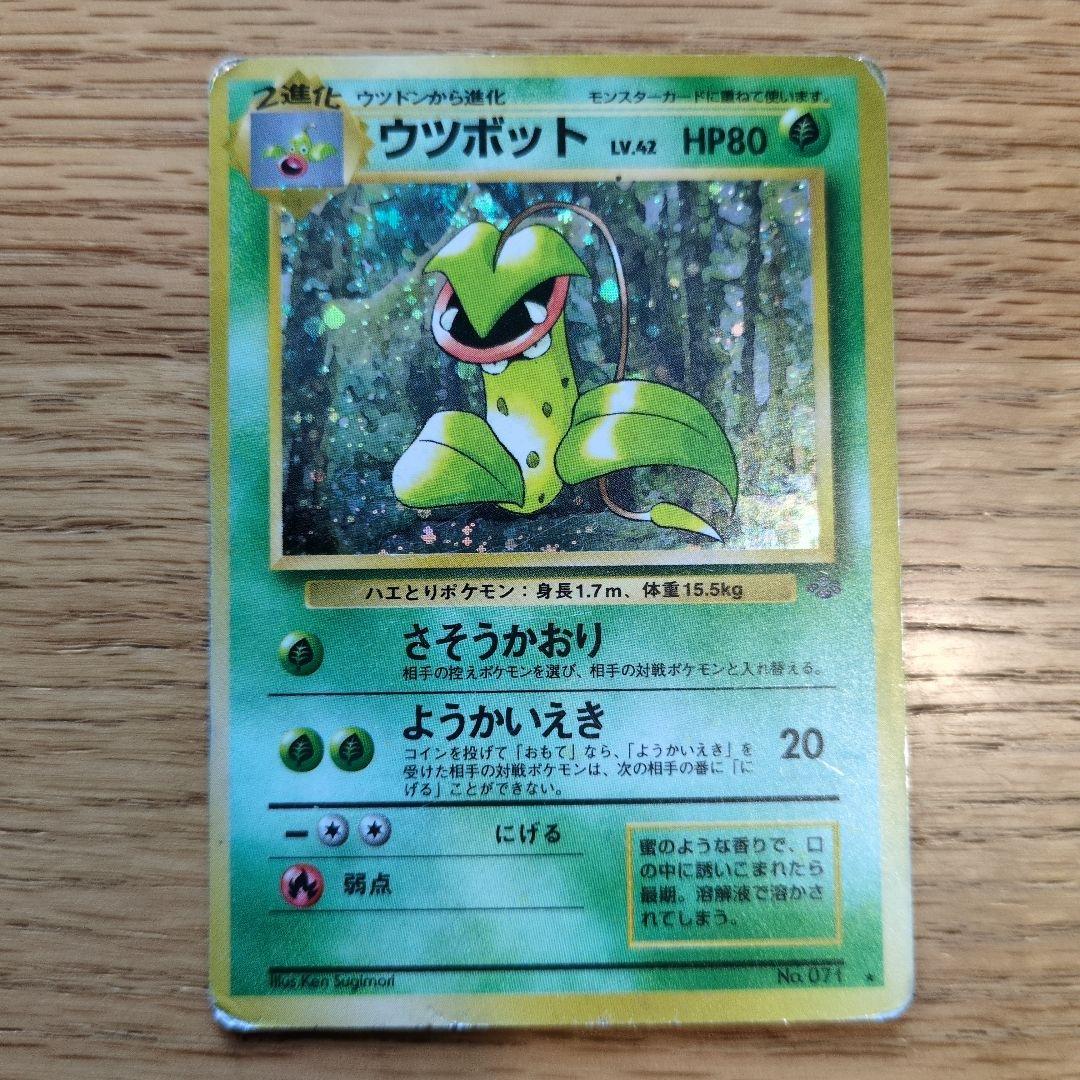 2進化 ウツドンから進化 モンスターカードに重ねて使います。
ウツボット LV.42 HP80
ハエとりポケモン：身長1.7m、体重15.5kg
さそうかおり
相手の控えポケモンを選び、相手の対戦ポケモンと入れ替える。
ようかいえき 20
コインを投げて「おもて」なら、「ようかいえき」を
受けた相手の対戦ポケモンは、次の相手の番に「に
げる」ことができない。
ー にげる
弱点
蜜のような香りで、口
の中に誘いこまれたら
最期。溶解液で溶かさ
れてしまう。
Illus.Ken Sugimori No. 071 ★